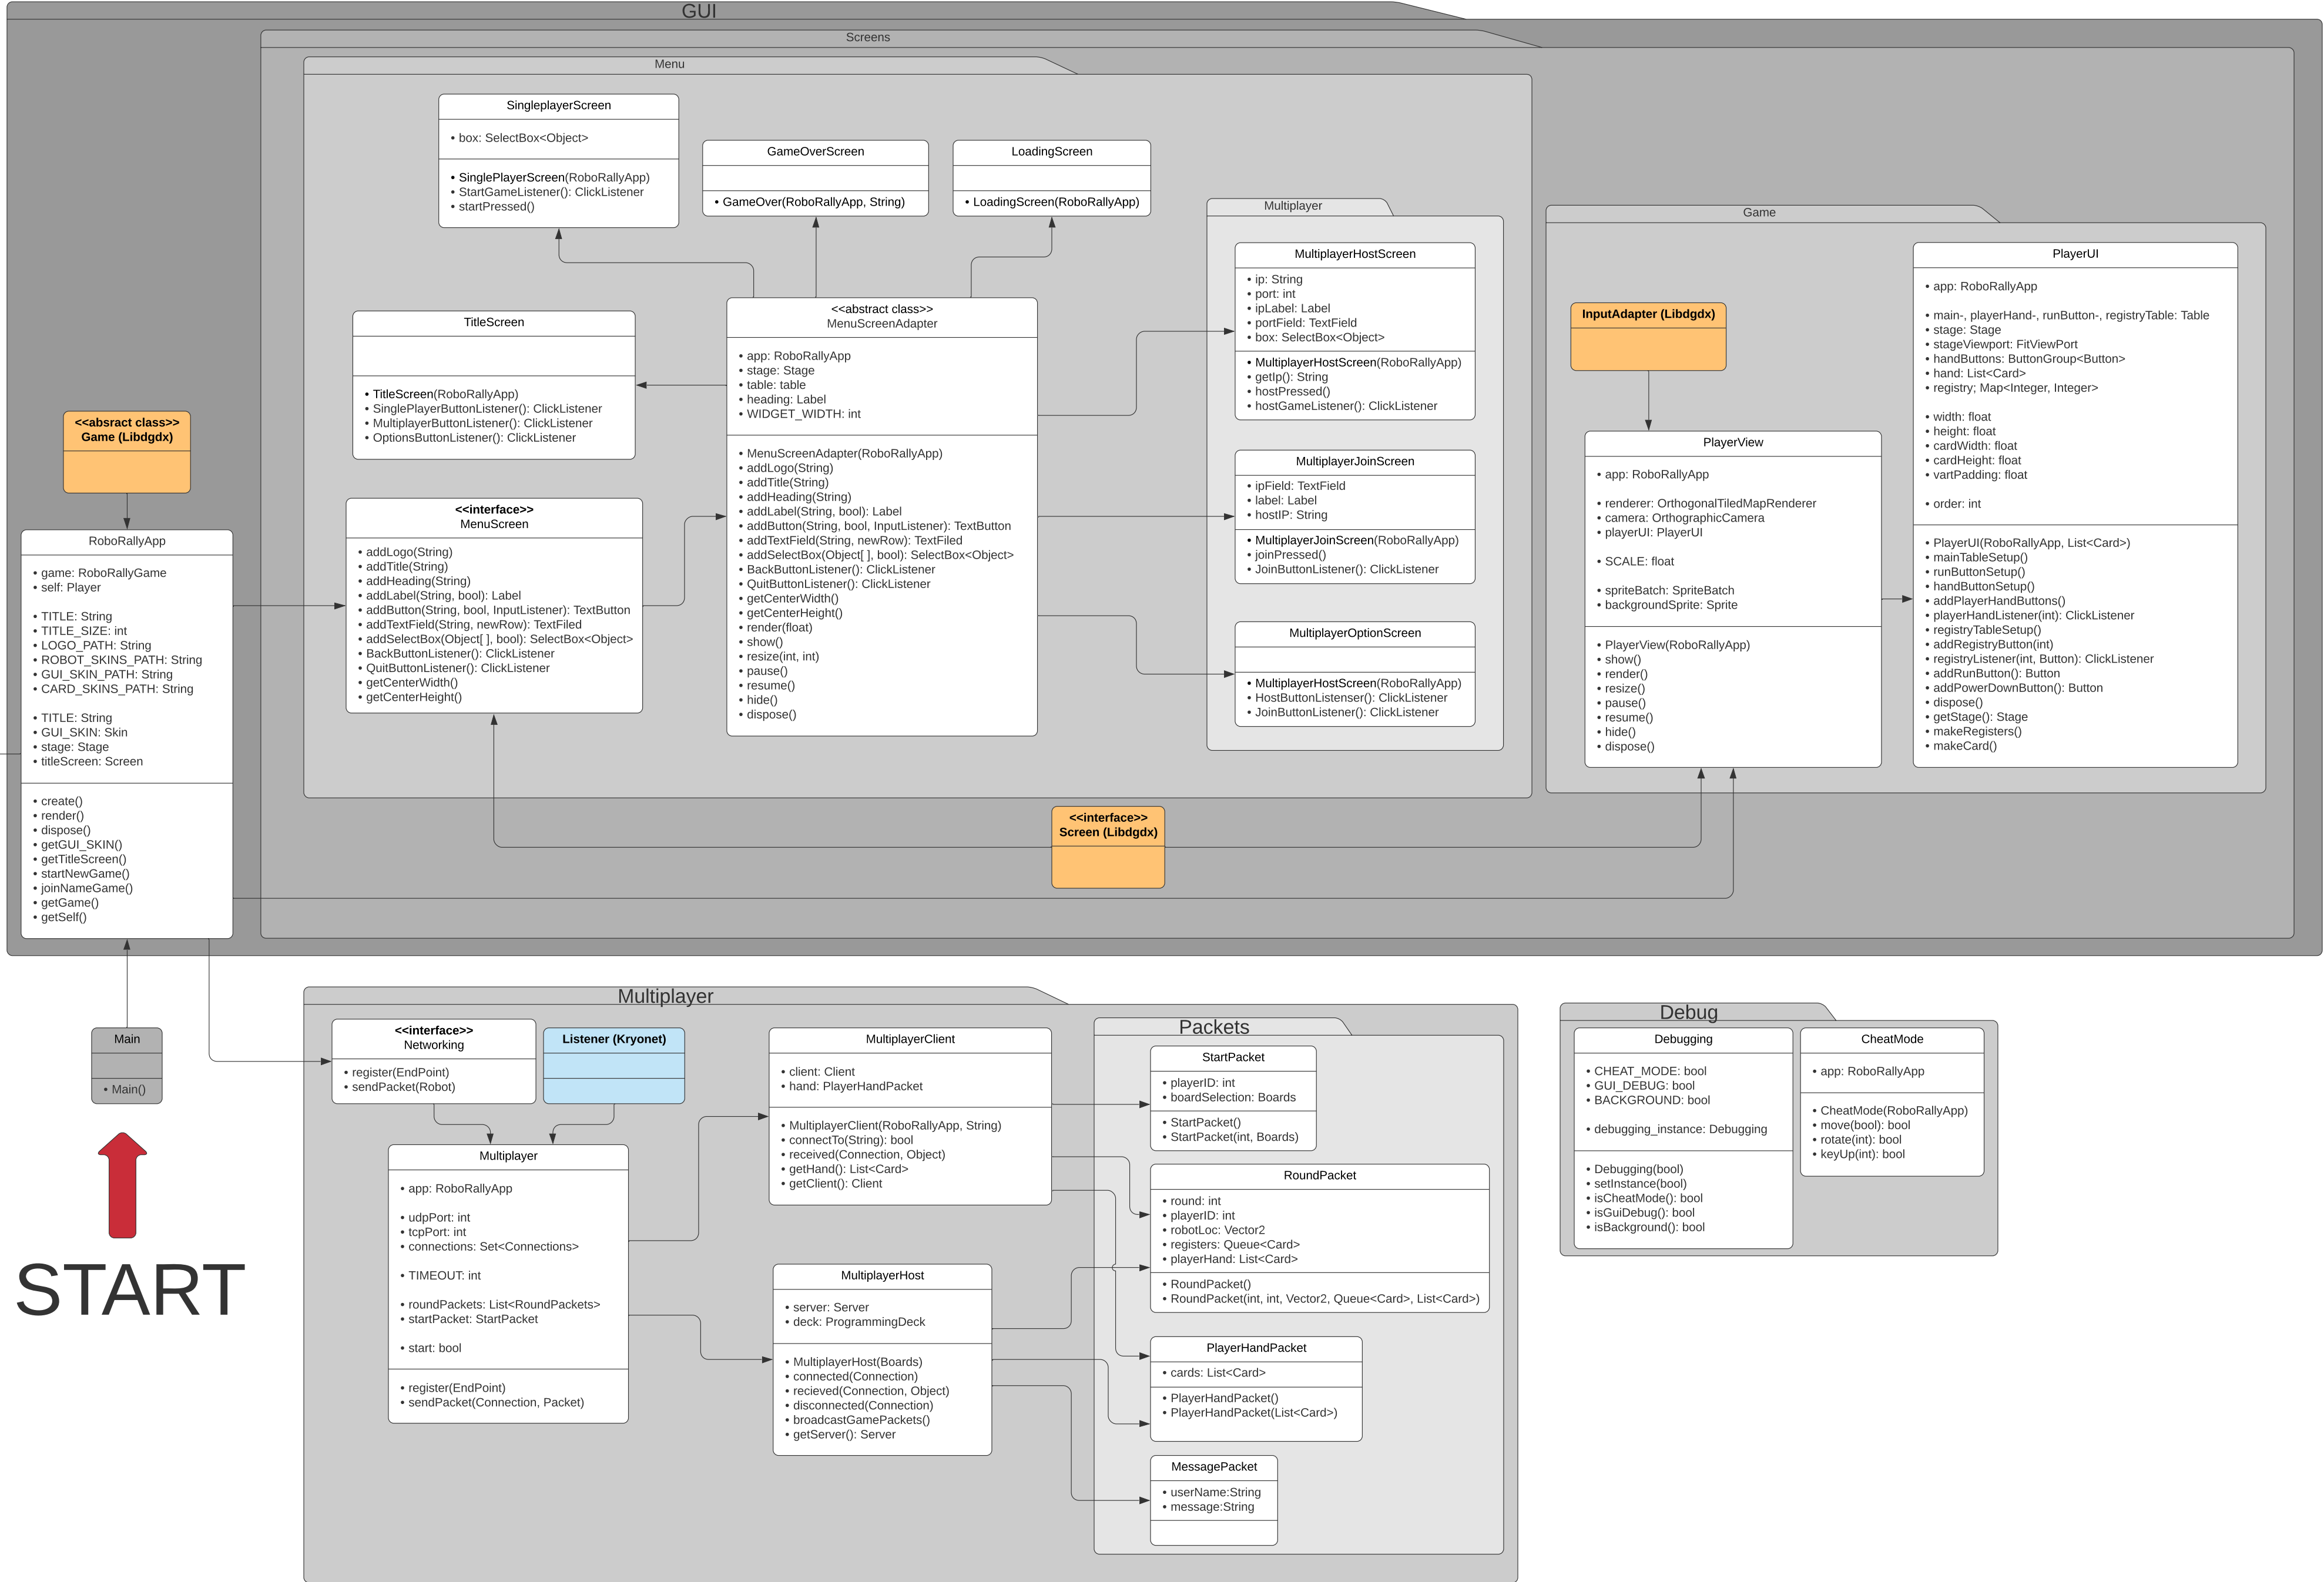 GUI
Screens
Menu
SingleplayerScreen
• box: SelectBox<Object>
• SinglePlayerScreen(RoboRallyApp)
• StartGameListener(): ClickListener
• startPressed()
GameOverScreen
• GameOver(RoboRallyApp, String)
LoadingScreen
• LoadingScreen(RoboRallyApp)
TitleScreen
• TitleScreen(RoboRallyApp)
• SinglePlayerButtonListener(): ClickListener
• MultiplayerButtonListener(): ClickListener
• OptionsButtonListener(): ClickListener
<<abstract class>>
MenuScreenAdapter
• app: RoboRallyApp
• stage: Stage
• table: table
• heading: Label
• WIDGET_WIDTH: int
• MenuScreenAdapter(RoboRallyApp)
• addLogo(String)
• addTitle(String)
• addHeading(String)
• addLabel(String, bool): Label
• addButton(String, bool, InputListener): TextButton
• addTextField(String, newRow): TextFiled
• addSelectBox(Object[ ], bool): SelectBox<Object>
• BackButtonListener(): ClickListener
• QuitButtonListener(): ClickListener
• getCenterWidth()
• getCenterHeight()
• render(float)
• show()
• resize(int, int)
• pause()
• resume()
• hide()
• dispose()
<<interface>>
MenuScreen
• addLogo(String)
• addTitle(String)
• addHeading(String)
• addLabel(String, bool): Label
• addButton(String, bool, InputListener): TextButton
• addTextField(String, newRow): TextFiled
• addSelectBox(Object[ ], bool): SelectBox<Object>
• BackButtonListener(): ClickListener
• QuitButtonListener(): ClickListener
• getCenterWidth()
• getCenterHeight()
Multiplayer
MultiplayerHostScreen
• ip: String
• port: int
• ipLabel: Label
• portField: TextField
• box: SelectBox<Object>
• MultiplayerHostScreen(RoboRallyApp)
• getIp(): String
• hostPressed()
• hostGameListener(): ClickListener
MultiplayerJoinScreen
• ipField: TextField
• label: Label
• hostIP: String
• MultiplayerJoinScreen(RoboRallyApp)
• joinPressed()
• JoinButtonListener(): ClickListener
MultiplayerOptionScreen
• MultiplayerHostScreen(RoboRallyApp)
• HostButtonListenser(): ClickListener
• JoinButtonListener(): ClickListener
Game
InputAdapter (Libdgdx)
PlayerView
• app: RoboRallyApp
• renderer: OrthogonalTiledMapRenderer
• camera: OrthographicCamera
• playerUI: PlayerUI
• SCALE: float
• spriteBatch: SpriteBatch
• backgroundSprite: Sprite
• PlayerView(RoboRallyApp)
• show()
• render()
• resize()
• pause()
• resume()
• hide()
• dispose()
PlayerUI
• app: RoboRallyApp
• main-, playerHand-, runButton-, registryTable: Table
• stage: Stage
• stageViewport: FitViewPort
• handButtons: ButtonGroup<Button>
• hand: List<Card>
• registry; Map<Integer, Integer>
• width: float
• height: float
• cardWidth: float
• cardHeight: float
• vartPadding: float
• order: int
• PlayerUI(RoboRallyApp, List<Card>)
• mainTableSetup()
• runButtonSetup()
• handButtonSetup()
• addPlayerHandButtons()
• playerHandListener(int): ClickListener
• registryTableSetup()
• addRegistryButton(int)
• registryListener(int, Button): ClickListener
• addRunButton(): Button
• addPowerDownButton(): Button
• dispose()
• getStage(): Stage
• makeRegisters()
• makeCard()
<<interface>>
Screen (Libdgdx)
<<absract class>>
Game (Libdgdx)
RoboRallyApp
• game: RoboRallyGame
• self: Player
• TITLE: String
• TITLE_SIZE: int
• LOGO_PATH: String
• ROBOT_SKINS_PATH: String
• GUI_SKIN_PATH: String
• CARD_SKINS_PATH: String
• TITLE: String
• GUI_SKIN: Skin
• stage: Stage
• titleScreen: Screen
• create()
• render()
• dispose()
• getGUI_SKIN()
• getTitleScreen()
• startNewGame()
• joinNameGame()
• getGame()
• getSelf()
Main
• Main()
START
Multiplayer
<<interface>>
Networking
• register(EndPoint)
• sendPacket(Robot)
Listener (Kryonet)
Multiplayer
• app: RoboRallyApp
• udpPort: int
• tcpPort: int
• connections: Set<Connections>
• TIMEOUT: int
• roundPackets: List<RoundPackets>
• startPacket: StartPacket
• start: bool
• register(EndPoint)
• sendPacket(Connection, Packet)
MultiplayerClient
• client: Client
• hand: PlayerHandPacket
• MultiplayerClient(RoboRallyApp, String)
• connectTo(String): bool
• received(Connection, Object)
• getHand(): List<Card>
• getClient(): Client
MultiplayerHost
• server: Server
• deck: ProgrammingDeck
• MultiplayerHost(Boards)
• connected(Connection)
• recieved(Connection, Object)
• disconnected(Connection)
• broadcastGamePackets()
• getServer(): Server
Packets
StartPacket
• playerID: int
• boardSelection: Boards
• StartPacket()
• StartPacket(int, Boards)
RoundPacket
• round: int
• playerID: int
• robotLoc: Vector2
• registers: Queue<Card>
• playerHand: List<Card>
• RoundPacket()
• RoundPacket(int, int, Vector2, Queue<Card>, List<Card>)
PlayerHandPacket
• cards: List<Card>
• PlayerHandPacket()
• PlayerHandPacket(List<Card>)
MessagePacket
• userName:String
• message:String
Debug
Debugging
• CHEAT_MODE: bool
• GUI_DEBUG: bool
• BACKGROUND: bool
• debugging_instance: Debugging
• Debugging(bool)
• setInstance(bool)
• isCheatMode(): bool
• isGuiDebug(): bool
• isBackground(): bool
CheatMode
• app: RoboRallyApp
• CheatMode(RoboRallyApp)
• move(bool): bool
• rotate(int): bool
• keyUp(int): bool